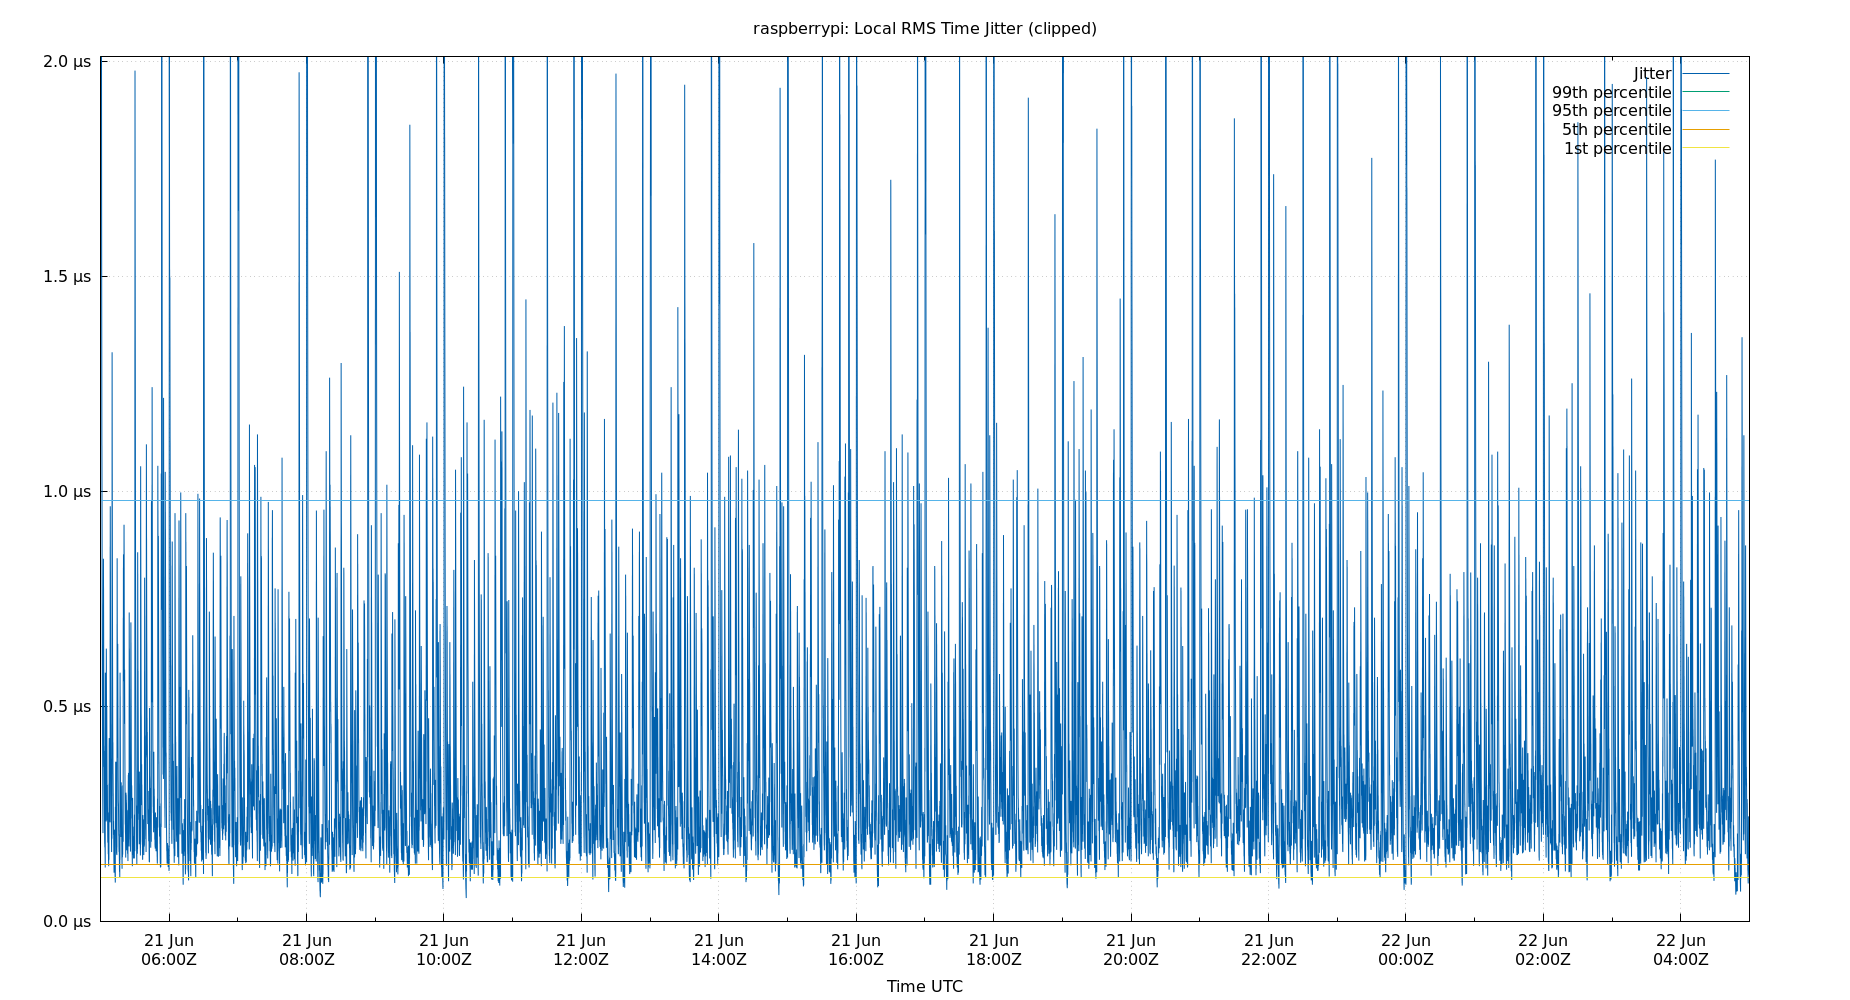 raspberrypi: Local RMS Time Jitter (clipped)
2.0 µs
1.5 µs
1.0 µs
0.5 µs
0.0 µs
Jitter
99th percentile
95th percentile
5th percentile
1st percentile
21 Jun 21 Jun 21 Jun 21 Jun 21 Jun 21 Jun 21 Jun 21 Jun 21 Jun 22 Jun 22 Jun 22 Jun
06:00Z 08:00Z 10:00Z 12:00Z 14:00Z 16:00Z 18:00Z 20:00Z 22:00Z 00:00Z 02:00Z 04:00Z
Time UTC